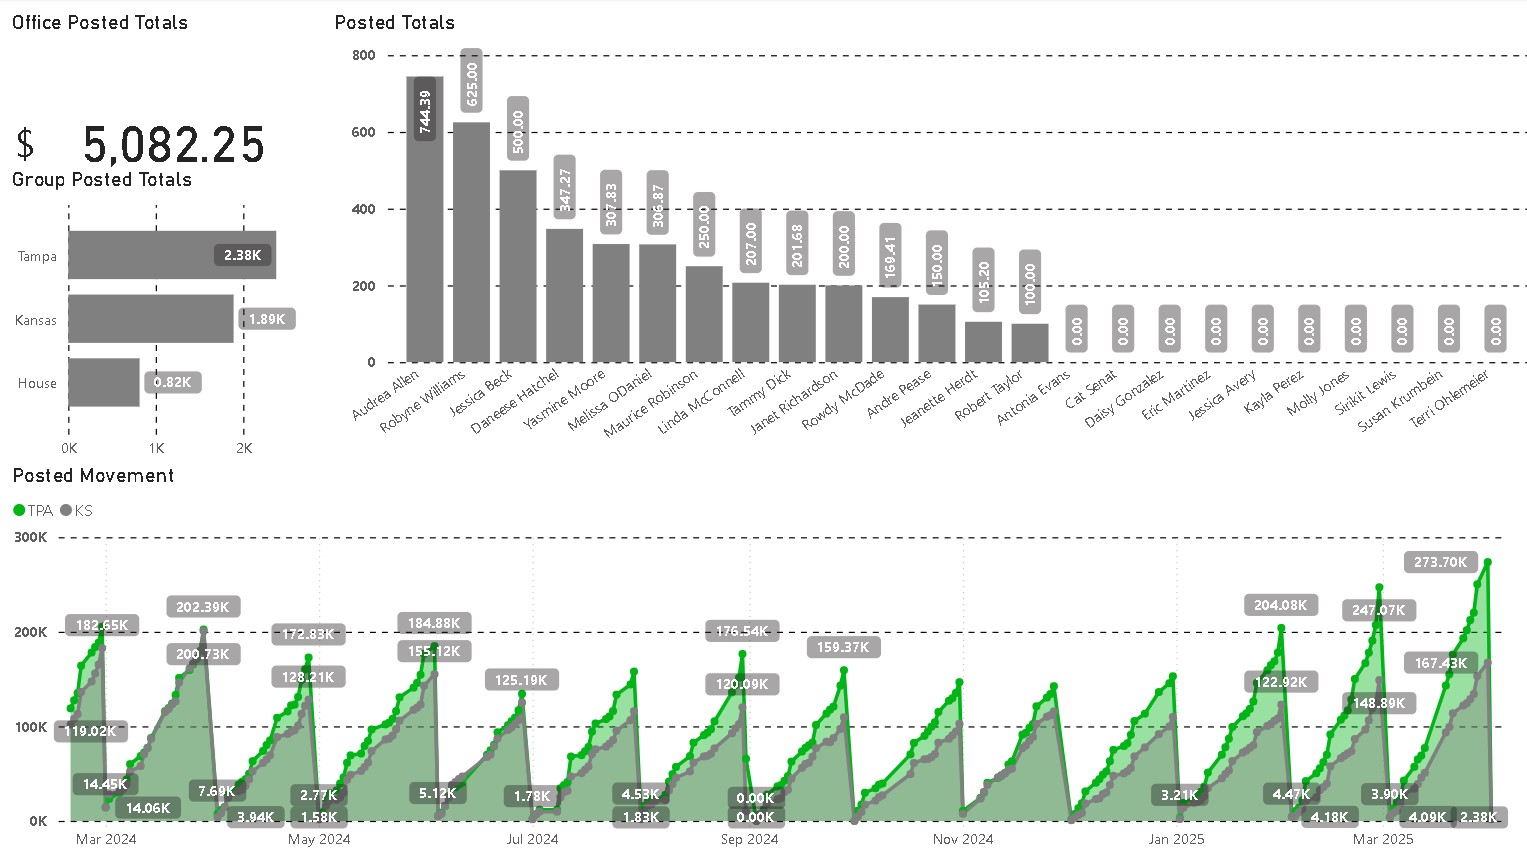 Office Posted Totals
$ 5,082.25
Group Posted Totals
Tampa
2.38K
Kansas
1.89K
House
0.82K
0K 1K 2K
Posted Totals
800
600
400
200
0
744.39
625.00
500.00
347.27
307.83
306.87
250.00
207.00
201.68
200.00
169.41
150.00
105.20
100.00
0.00
0.00
0.00
0.00
0.00
0.00
0.00
0.00
0.00
0.00
Audrea Allen
Robyne Williams
Jessica Beck
Daneese Hatchel
Yasmine Moore
Melissa ODaniel
Maurice Robinson
Linda McConnell
Tammy Dick
Janet Richardson
Rowdy McDade
Andre Pease
Jeanette Herdt
Robert Taylor
Antonia Evans
Cat Senat
Daisy Gonzalez
Eric Martinez
Jessica Avery
Kayla Perez
Molly Jones
Sirikit Lewis
Susan Krumbein
Terri Ohlemeier
Posted Movement
TPA KS
300K
200K
100K
0K
182.65K
119.02K
14.45K
14.06K
202.39K
200.73K
7.69K
3.94K
172.83K
128.21K
2.77K
1.58K
184.88K
155.12K
5.12K
125.19K
1.78K
4.53K
1.83K
176.54K
120.09K
0.00K
0.00K
159.37K
3.21K
204.08K
122.92K
4.47K
4.18K
247.07K
148.89K
3.90K
4.09K
273.70K
167.43K
2.38K
Mar 2024 May 2024 Jul 2024 Sep 2024 Nov 2024 Jan 2025 Mar 2025